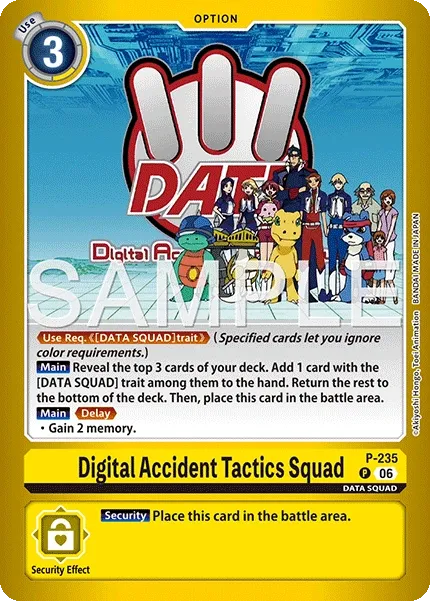 OPTION
Use
3
DATS
Digital Ac
SAMPLE
Use Req. 《[DATA SQUAD]trait》 (Specified cards let you ignore
color requirements.)
[Main] Reveal the top 3 cards of your deck. Add 1 card with the
[DATA SQUAD] trait among them to the hand. Return the rest to
the bottom of the deck. Then, place this card in the battle area.
[Main] Delay
・Gain 2 memory.
©Akiyoshi Hongo, Toei Animation BANDAI MADE IN JAPAN
Digital Accident Tactics Squad
P-235
P 06
DATA SQUAD
Security Place this card in the battle area.
Security Effect